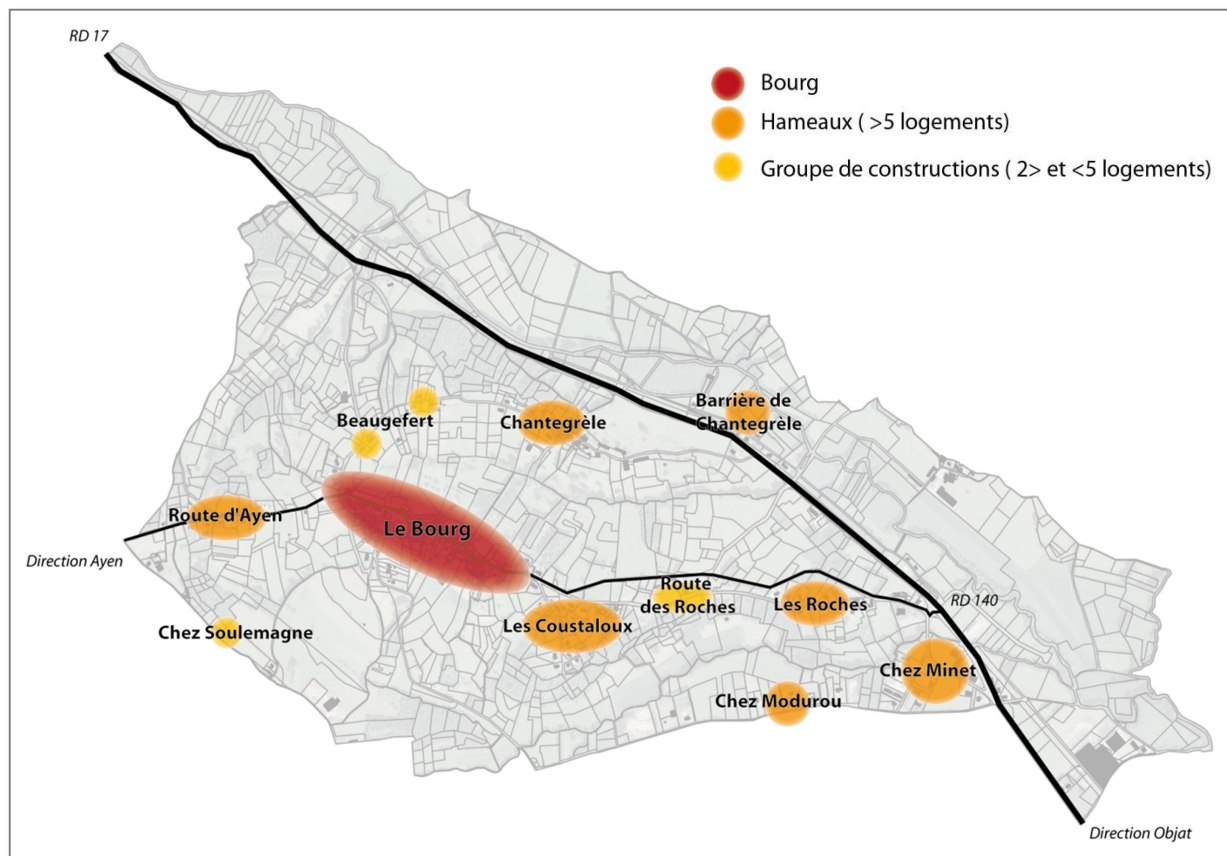 RD 17
Bourg
Hameaux ( >5 logements)
Groupe de constructions ( 2> et <5 logements)
Barrière de
Chantegrèle
Beaugefert
Chantegrèle
Route d'Ayen
Le Bourg
Direction Ayen
Route
des Roches
Les Roches
RD 140
Les Coustaloux
Chez Soulemagne
Chez Minet
Chez Modurou
Direction Objat